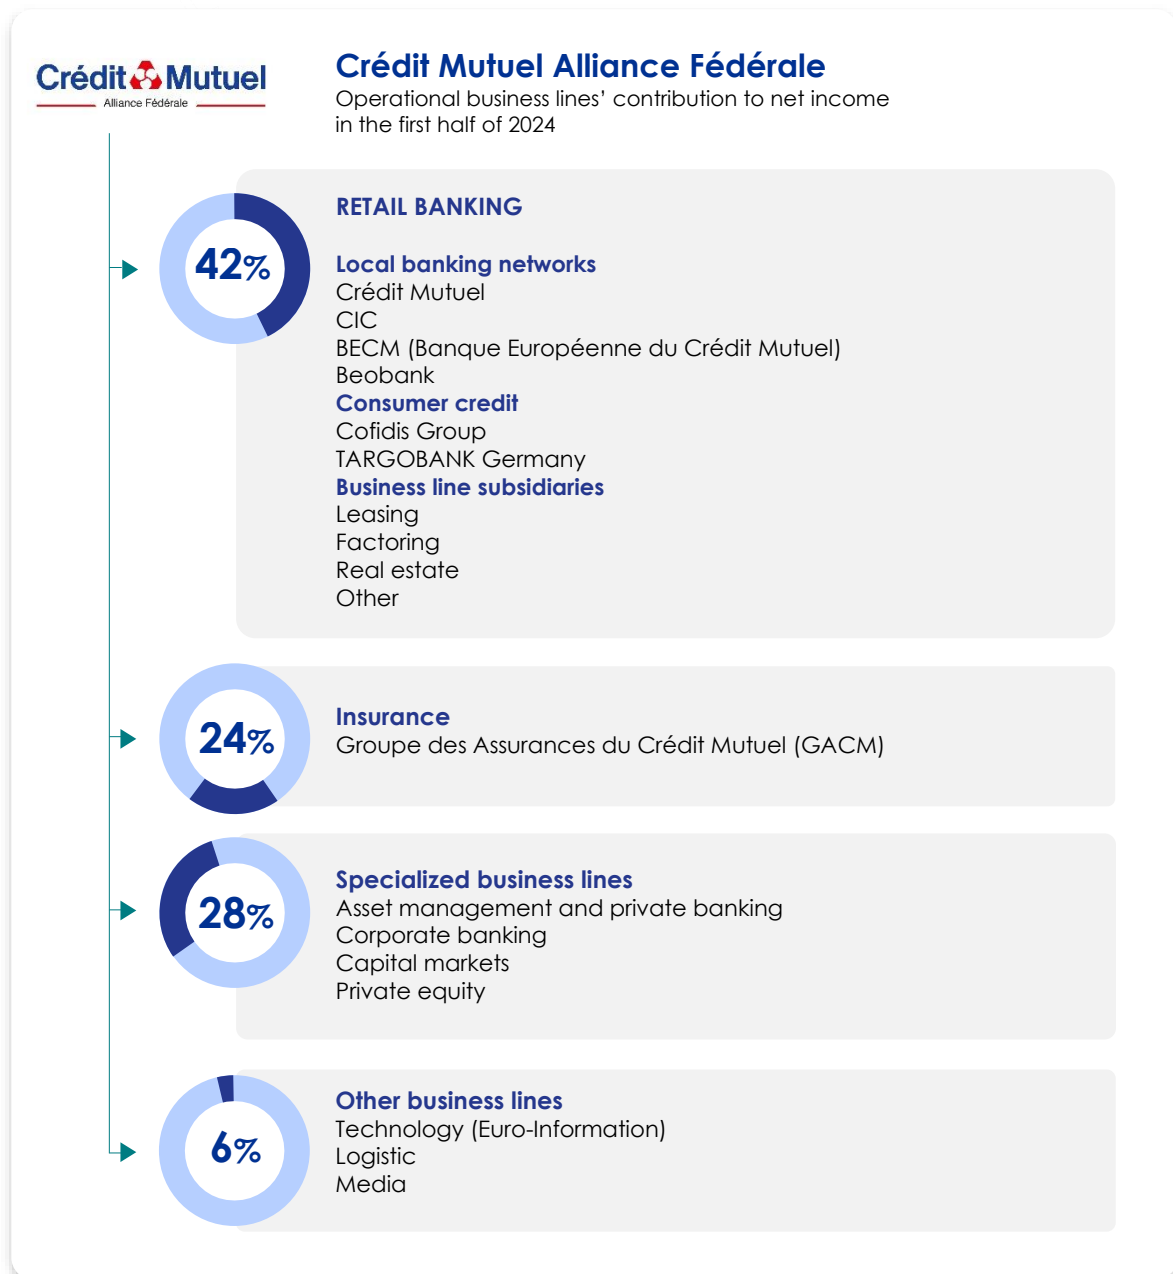 Crédit Mutuel
Alliance Fédérale
Crédit Mutuel Alliance Fédérale
Operational business lines’ contribution to net income
in the first half of 2024
42%
RETAIL BANKING
Local banking networks
Crédit Mutuel
CIC
BECM (Banque Européenne du Crédit Mutuel)
Beobank
Consumer credit
Cofidis Group
TARGOBANK Germany
Business line subsidiaries
Leasing
Factoring
Real estate
Other
24%
Insurance
Groupe des Assurances du Crédit Mutuel (GACM)
28%
Specialized business lines
Asset management and private banking
Corporate banking
Capital markets
Private equity
6%
Other business lines
Technology (Euro-Information)
Logistic
Media